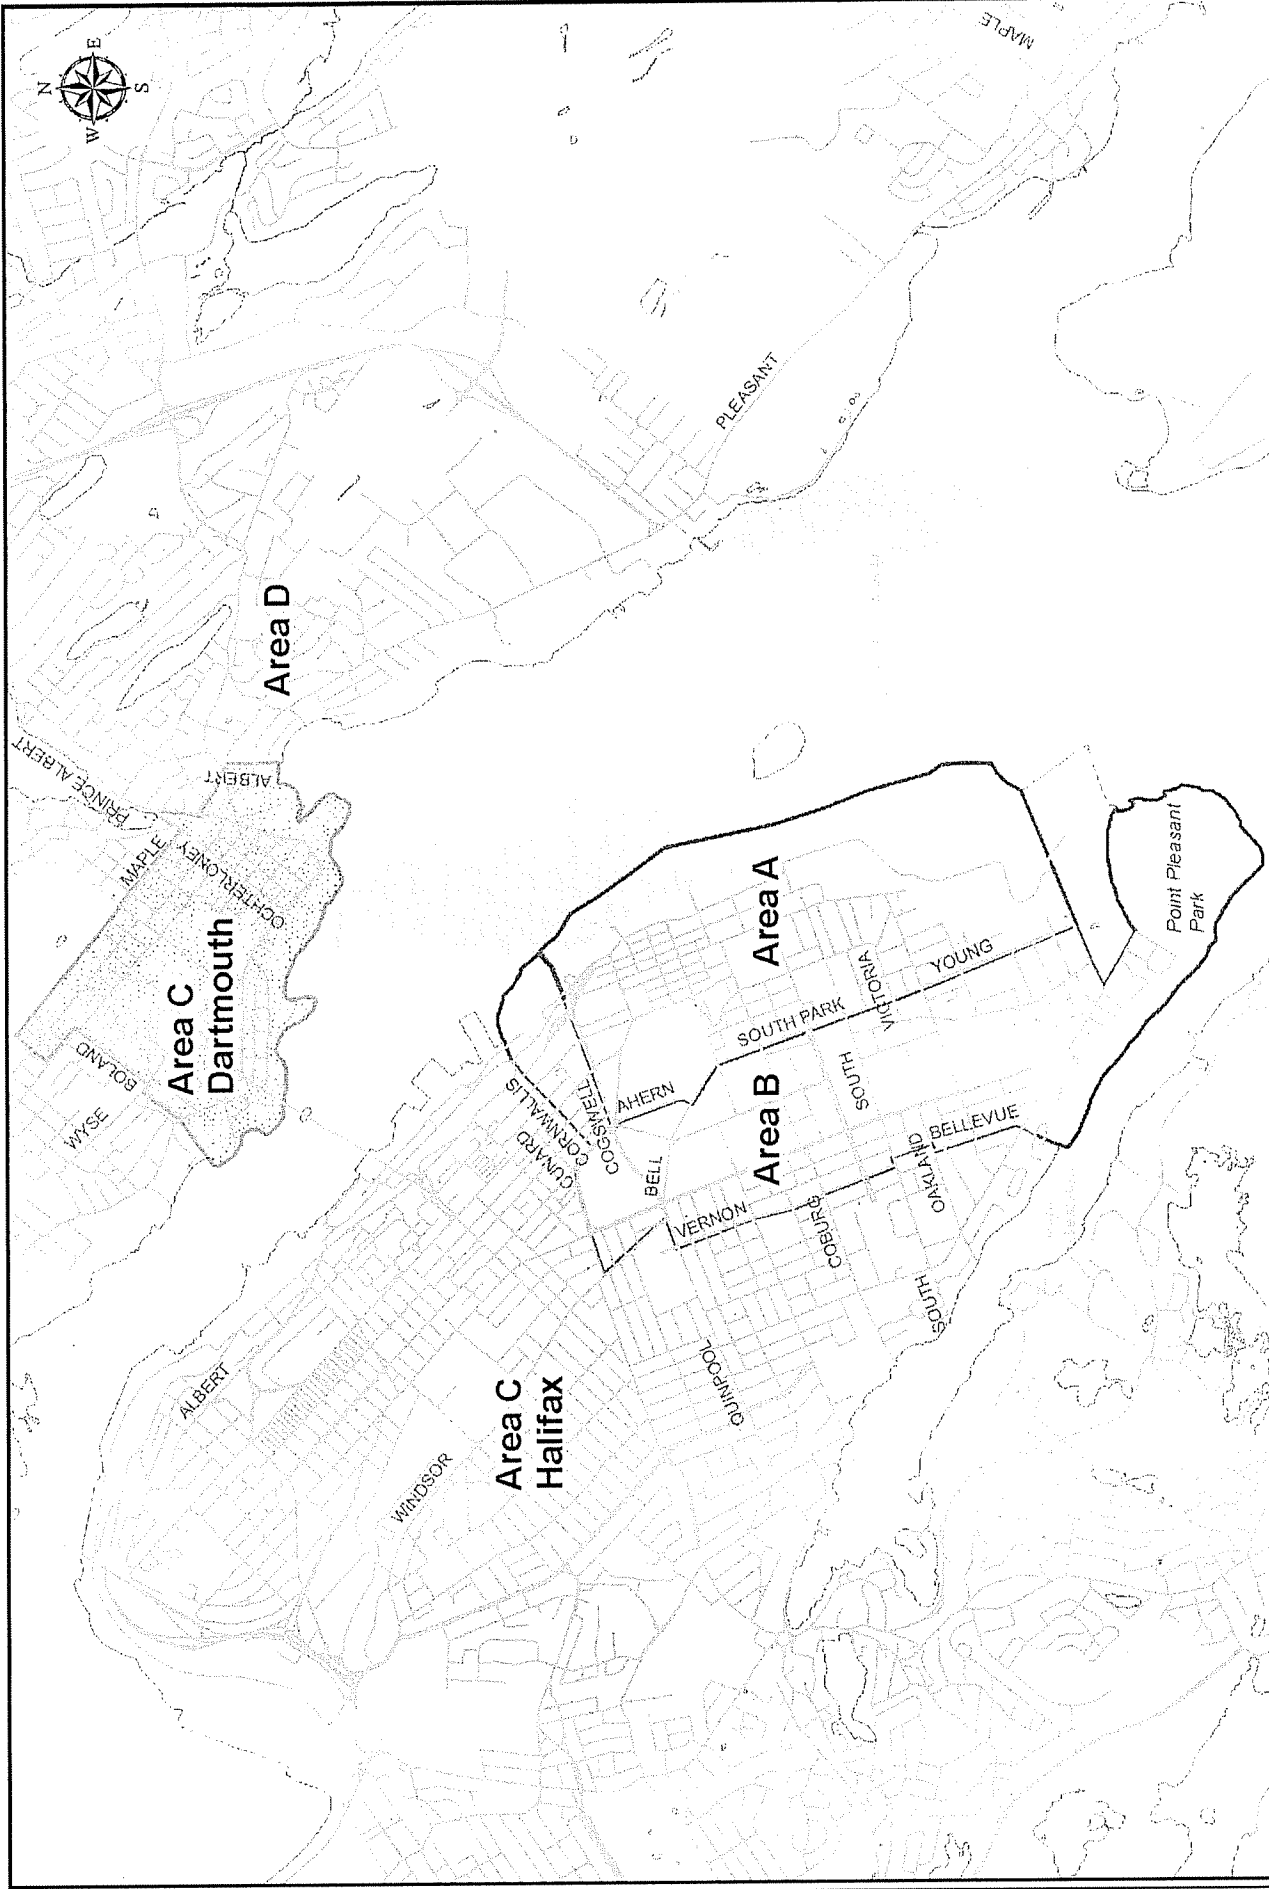 N
W
E
S
MAPLE
PRINCE ALBERT
MAPLE
ALBERT
OCHTERLONEY
BOLAND
WYSE
Area C
Dartmouth
Area D
PLEASANT
ALBERT
WINDSOR
Area C
Halifax
CUNARD
CORNWALLIS
COGSWELL
AHERN
BELL
VERNON
QUINPOOL
COBURG
SOUTH
SOUTH
OAKLAND
BELLEVUE
SOUTH PARK
VICTORIA
YOUNG
Area A
Area B
Point Pleasant
Park